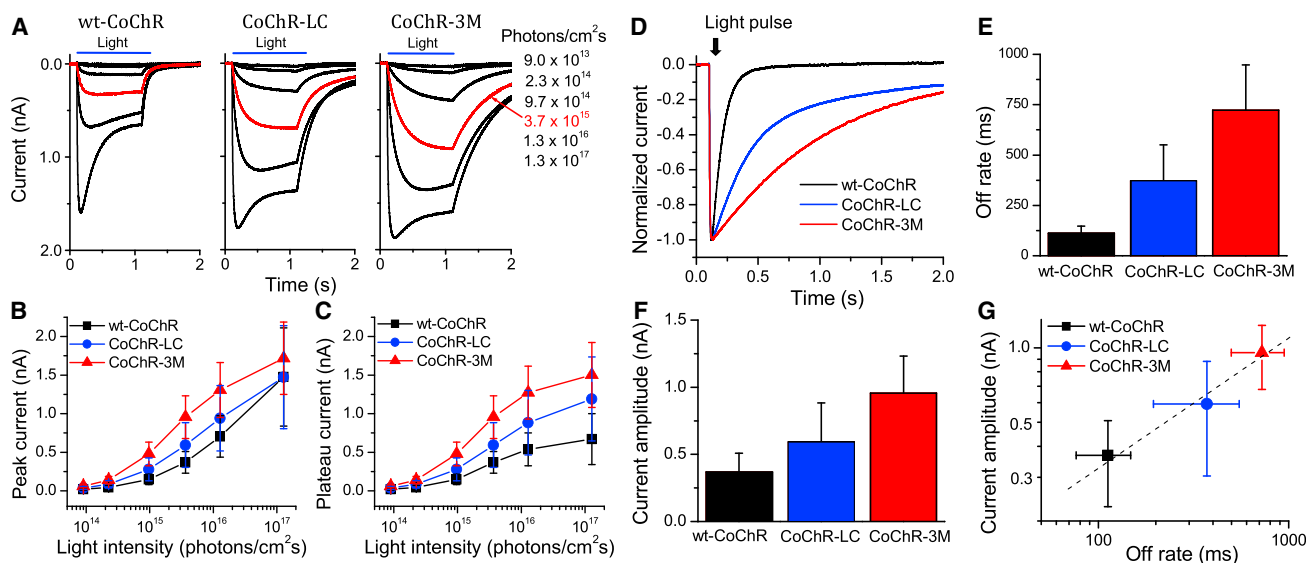 A
wt-CoChR
CoChR-LC
CoChR-3M
Light
Light
Light
Photons/cm²s
9.0 x 10¹³
2.3 x 10¹⁴
9.7 x 10¹⁴
3.7 x 10¹⁵
1.3 x 10¹⁶
1.3 x 10¹⁷
Current (nA)
0.0
1.0
2.0
0 1 2
0 1 2
0 1 2
Time (s)
B
wt-CoChR
CoChR-LC
CoChR-3M
Peak current (nA)
2.0
1.5
1.0
0.5
0.0
10¹⁴ 10¹⁵ 10¹⁶ 10¹⁷
Light intensity (photons/cm²s)
C
wt-CoChR
CoChR-LC
CoChR-3M
Plateau current (nA)
2.0
1.5
1.0
0.5
0.0
10¹⁴ 10¹⁵ 10¹⁶ 10¹⁷
Light intensity (photons/cm²s)
D
Light pulse
Normalized current
0.0
-0.2
-0.4
-0.6
-0.8
-1.0
wt-CoChR
CoChR-LC
CoChR-3M
0.0 0.5 1.0 1.5 2.0
Time (s)
E
Off rate (ms)
1000
750
500
250
0
wt-CoChR CoChR-LC CoChR-3M
F
Current amplitude (nA)
1.5
1.0
0.5
0.0
wt-CoChR CoChR-LC CoChR-3M
G
wt-CoChR
CoChR-LC
CoChR-3M
Current amplitude (nA)
1.0
0.5
0.3
100 1000
Off rate (ms)